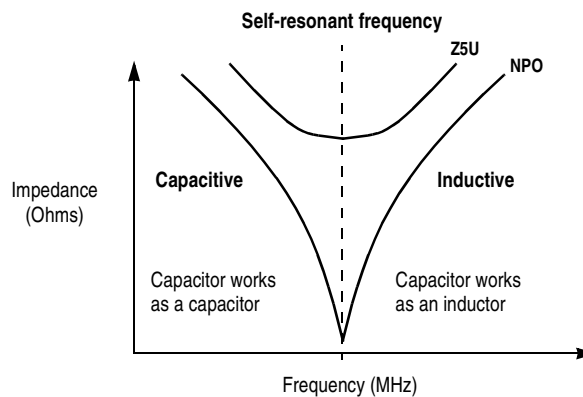 Self-resonant frequency
Z5U
NPO
Impedance
(Ohms)
Capacitive
Inductive
Capacitor works
as a capacitor
Capacitor works
as an inductor
Frequency (MHz)